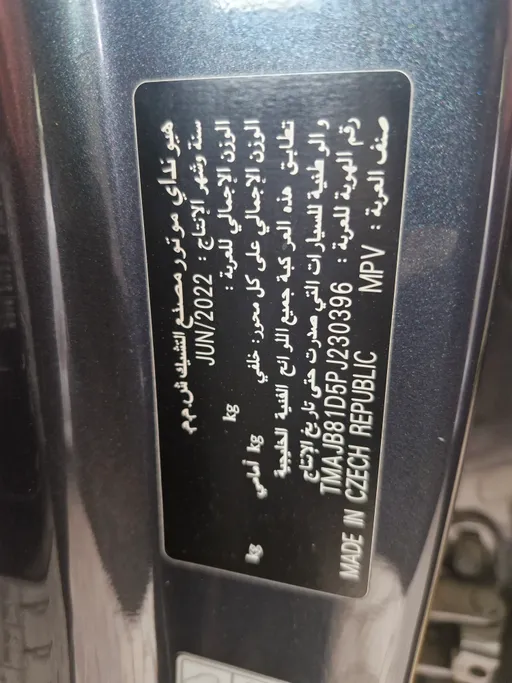 هيونداي موتور مصنع التشيك ش.م.م
سنة وشهر الإنتاج : JUN/2022
الوزن الإجمالي للعربة : kg
الوزن الإجمالي على كل محور: خلفي kg أمامي kg
تطابق هذه المركبة جميع اللوائح الفنية الخليجية
والوطنية للسيارات التي صدرت حتى تاريخ الإنتاج
رقم الهوية للعربة : TMAJB81D5PJ230396
صنف العربة : MPV
MADE IN CZECH REPUBLIC